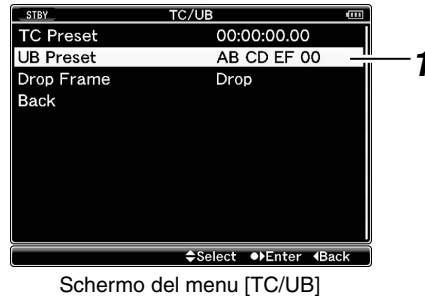 STBY TC/UB
TC Preset 00:00:00.00
UB Preset AB CD EF 00
1
Drop Frame Drop
Back
Select Enter Back
Schermo del menu [TC/UB]